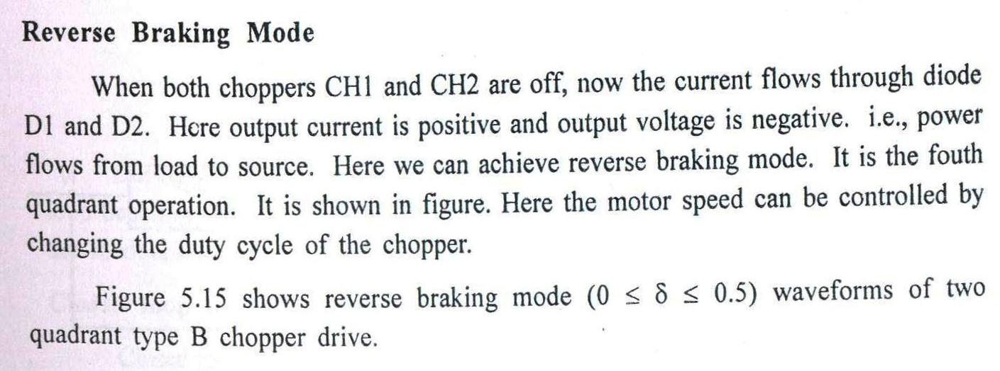 Reverse Braking Mode
When both choppers CH1 and CH2 are off, now the current flows through diode
D1 and D2. Here output current is positive and output voltage is negative. i.e., power
flows from load to source. Here we can achieve reverse braking mode. It is the fouth
quadrant operation. It is shown in figure. Here the motor speed can be controlled by
changing the duty cycle of the chopper.
Figure 5.15 shows reverse braking mode (0 ≤ δ ≤ 0.5) waveforms of two
quadrant type B chopper drive.